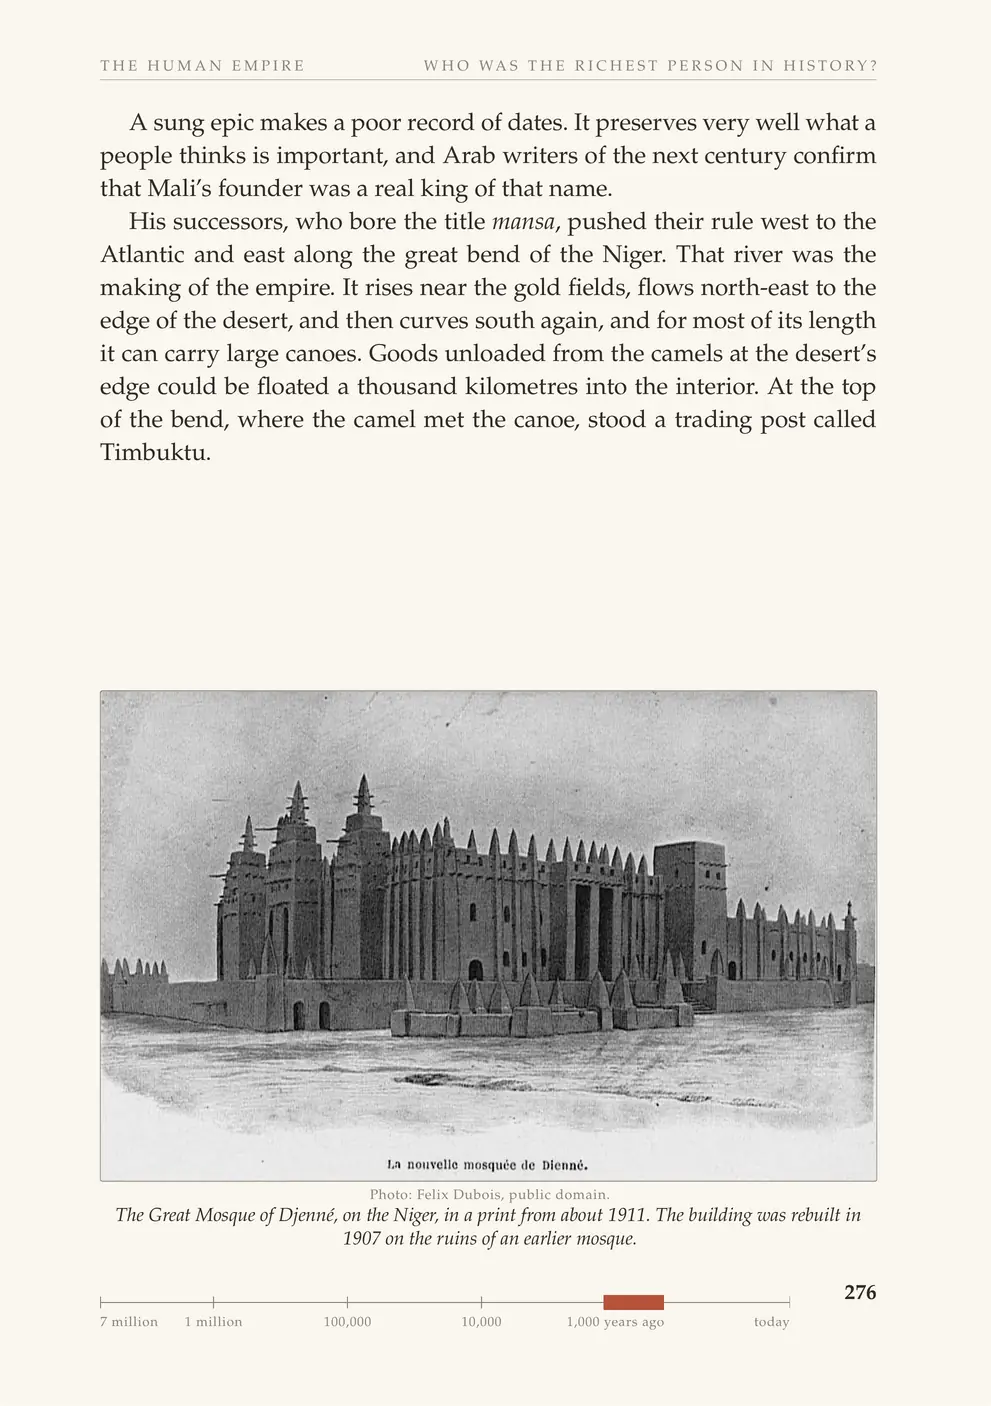 THE HUMAN EMPIRE
WHO WAS THE RICHEST PERSON IN HISTORY?
A sung epic makes a poor record of dates. It preserves very well what a
people thinks is important, and Arab writers of the next century confirm
that Mali’s founder was a real king of that name.
His successors, who bore the title mansa, pushed their rule west to the
Atlantic and east along the great bend of the Niger. That river was the
making of the empire. It rises near the gold fields, flows north-east to the
edge of the desert, and then curves south again, and for most of its length
it can carry large canoes. Goods unloaded from the camels at the desert’s
edge could be floated a thousand kilometres into the interior. At the top
of the bend, where the camel met the canoe, stood a trading post called
Timbuktu.
La nouvelle mosquée de Dienné.
Photo: Felix Dubois, public domain.
The Great Mosque of Djenné, on the Niger, in a print from about 1911. The building was rebuilt in
1907 on the ruins of an earlier mosque.
276
7 million 1 million 100,000 10,000 1,000 years ago today